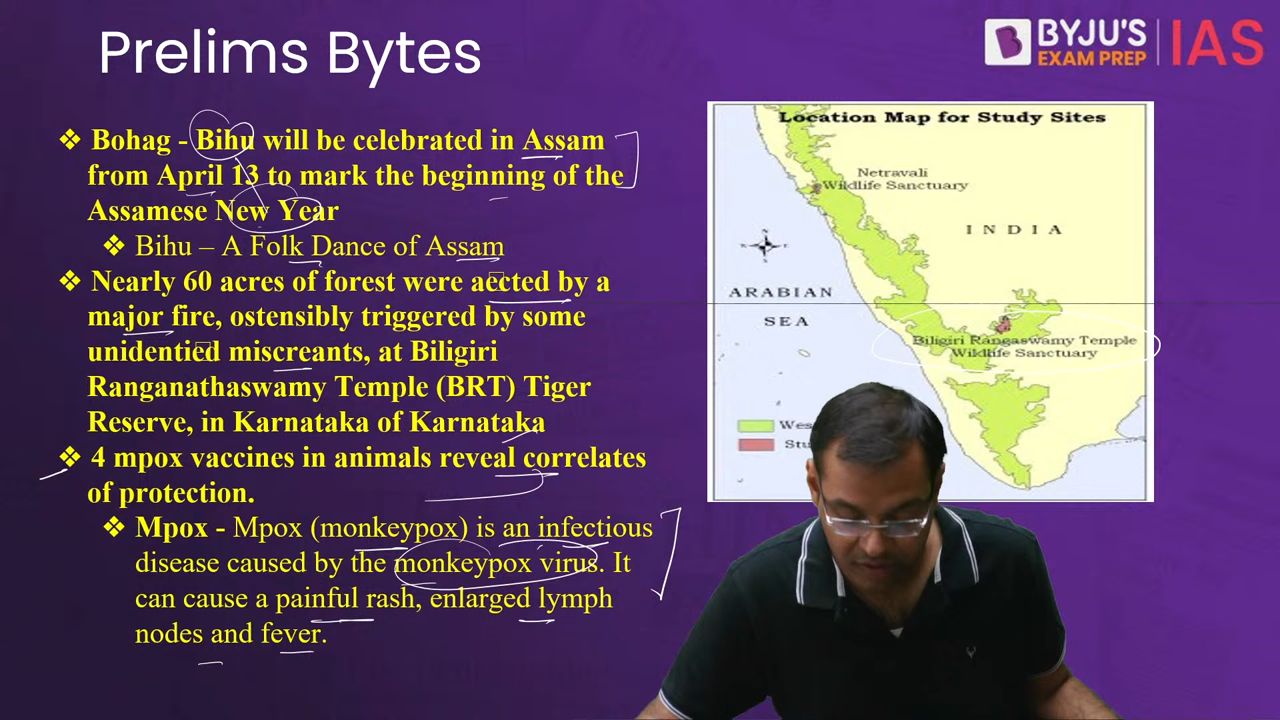 Prelims Bytes
BYJU'S
EXAM PREP
IAS
❖ Bohag - Bihu will be celebrated in Assam
from April 13 to mark the beginning of the
Assamese New Year
❖ Bihu – A Folk Dance of Assam
❖ Nearly 60 acres of forest were aected by a
major fire, ostensibly triggered by some
unidentied miscreants, at Biligiri
Ranganathaswamy Temple (BRT) Tiger
Reserve, in Karnataka of Karnataka
❖ 4 mpox vaccines in animals reveal correlates
of protection.
❖ Mpox - Mpox (monkeypox) is an infectious
disease caused by the monkeypox virus. It
can cause a painful rash, enlarged lymph
nodes and fever.
Location Map for Study Sites
Netravali
Wildlife Sanctuary
INDIA
ARABIAN
SEA
Biligiri Rangaswamy Temple
Wildlife Sanctuary
Wes
Stu